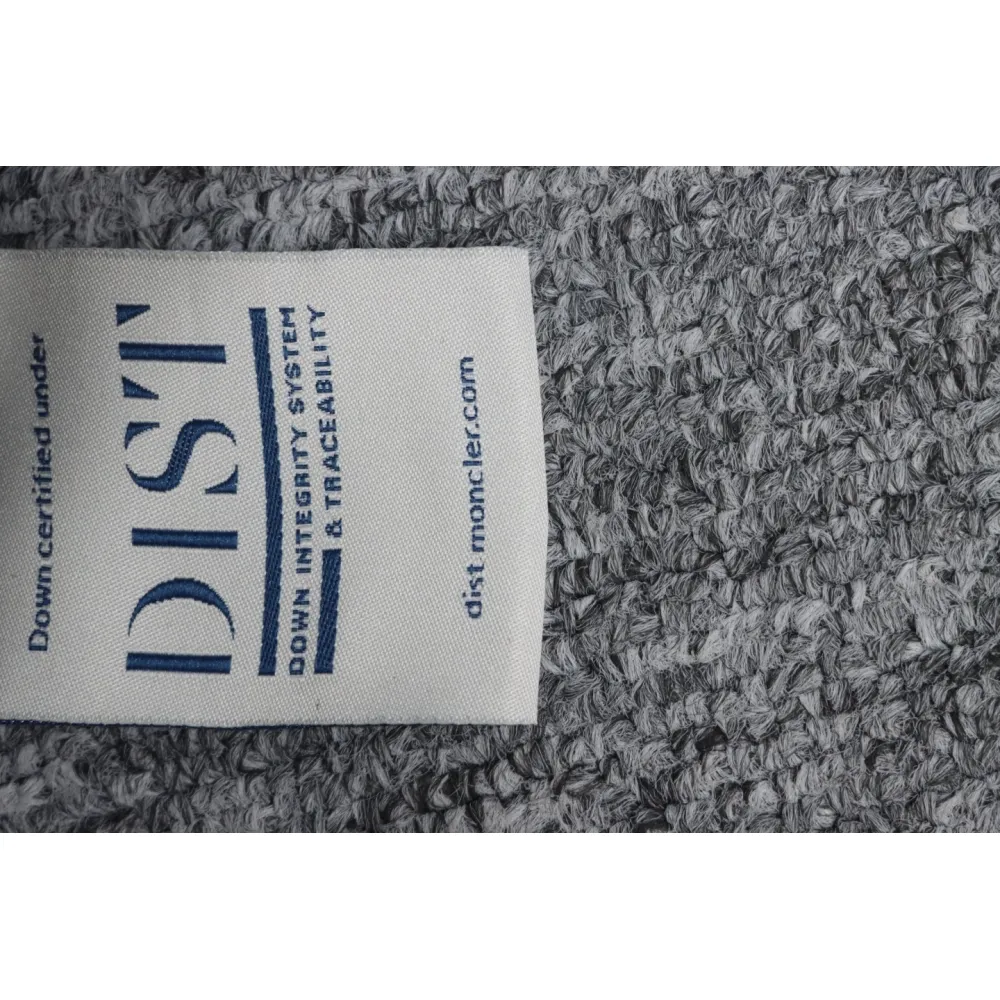 Down certified under
DIST
DOWN INTEGRITY SYSTEM
& TRACEABILITY
dist.moncler.com